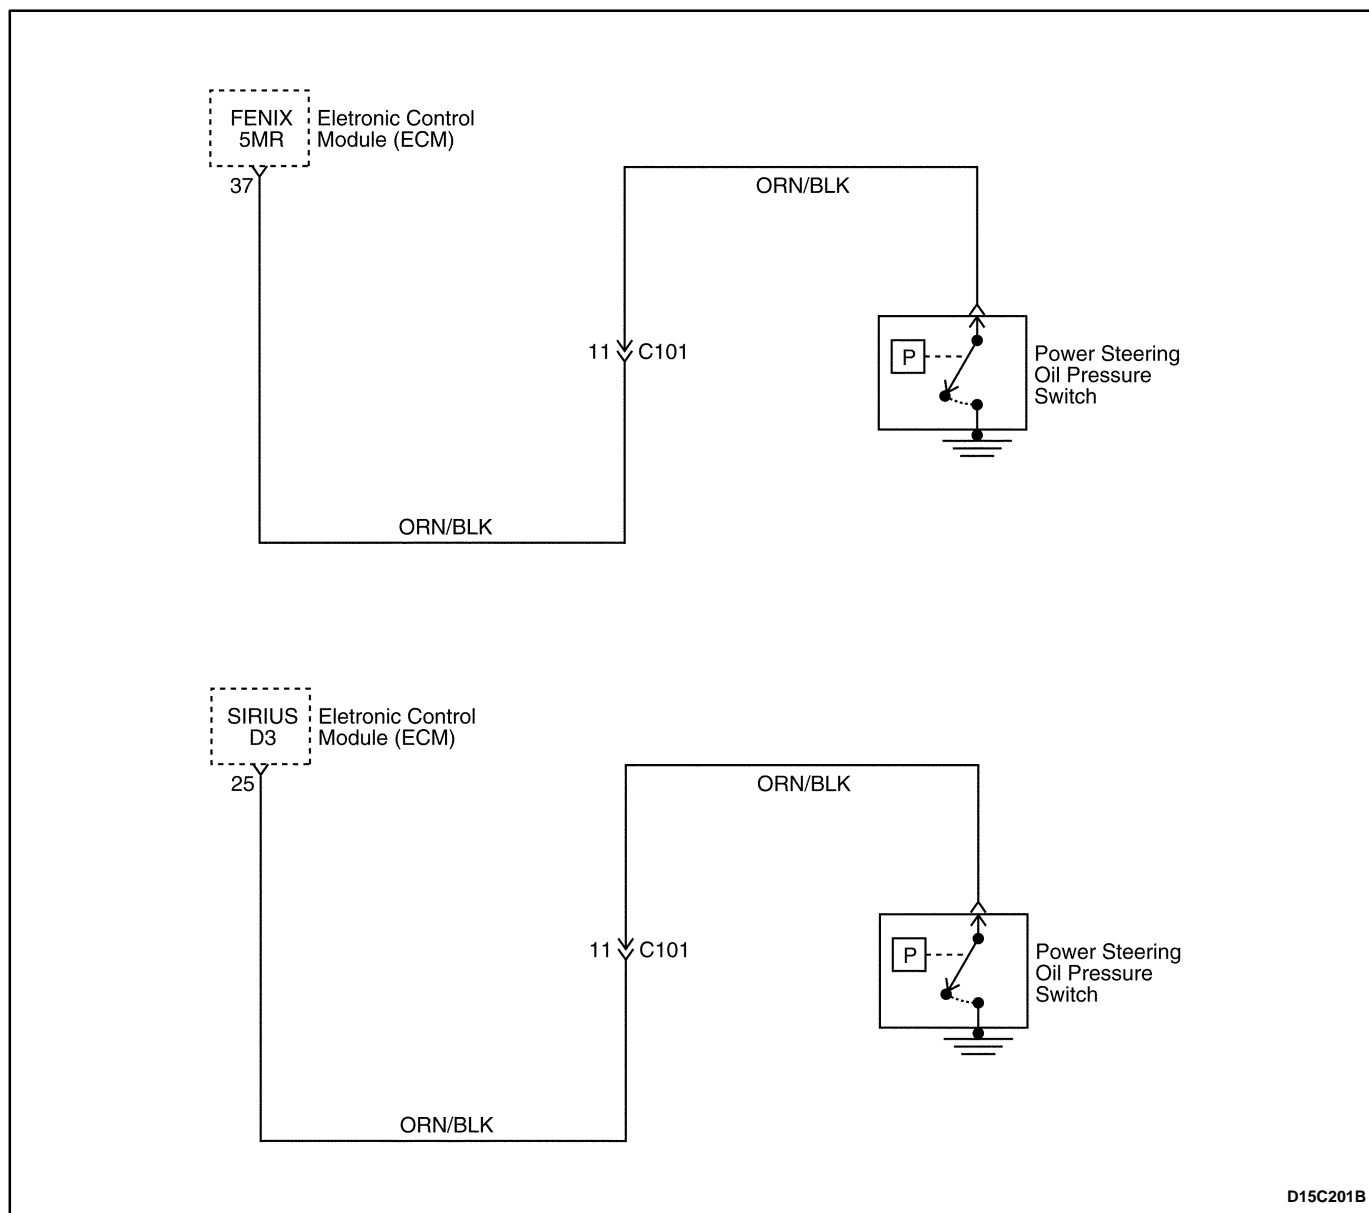 FENIX
5MR
Eletronic Control
Module (ECM)
37
ORN/BLK
11
C101
P
Power Steering
Oil Pressure
Switch
ORN/BLK
SIRIUS
D3
Eletronic Control
Module (ECM)
25
ORN/BLK
11
C101
P
Power Steering
Oil Pressure
Switch
ORN/BLK
D15C201B